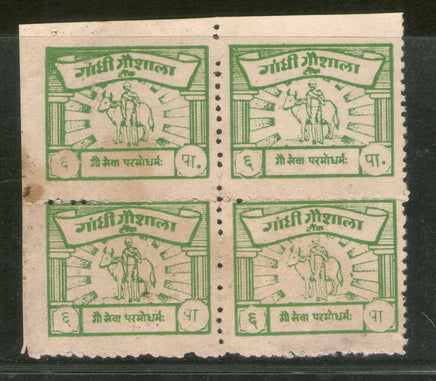 गांधी गौशाला
टोंक
६ गौ सेवा परमोधर्मः पा.
गांधी गौशाला
टोंक
६ गौ सेवा परमोधर्मः पा.
गांधी गौशाला
टोंक
६ गौ सेवा परमोधर्मः पा
गांधी गौशाला
टोंक
६ गौ सेवा परमोधर्मः पा